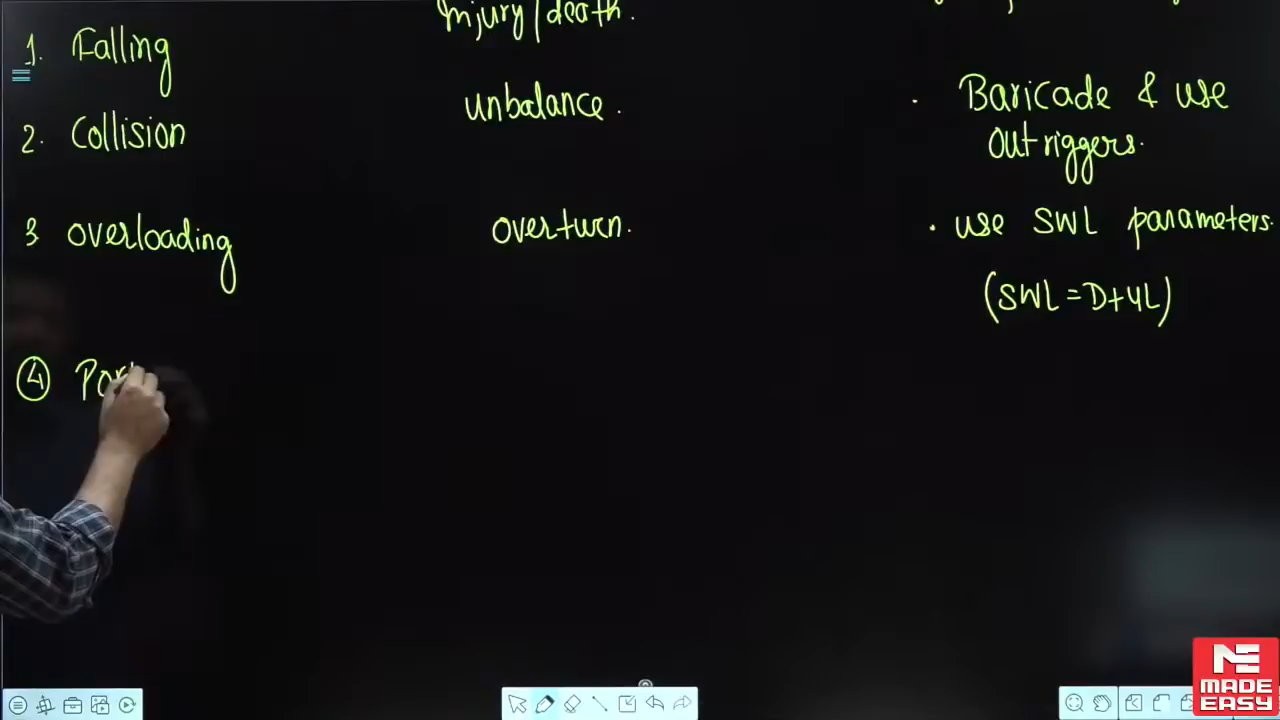 Injury/death.
1. Falling
unbalance.
. Baricade & use
outriggers.
2. Collision
3 overloading
overturn.
. use SWL parameters.
(SWL = D+4L)
4
MADE
EASY